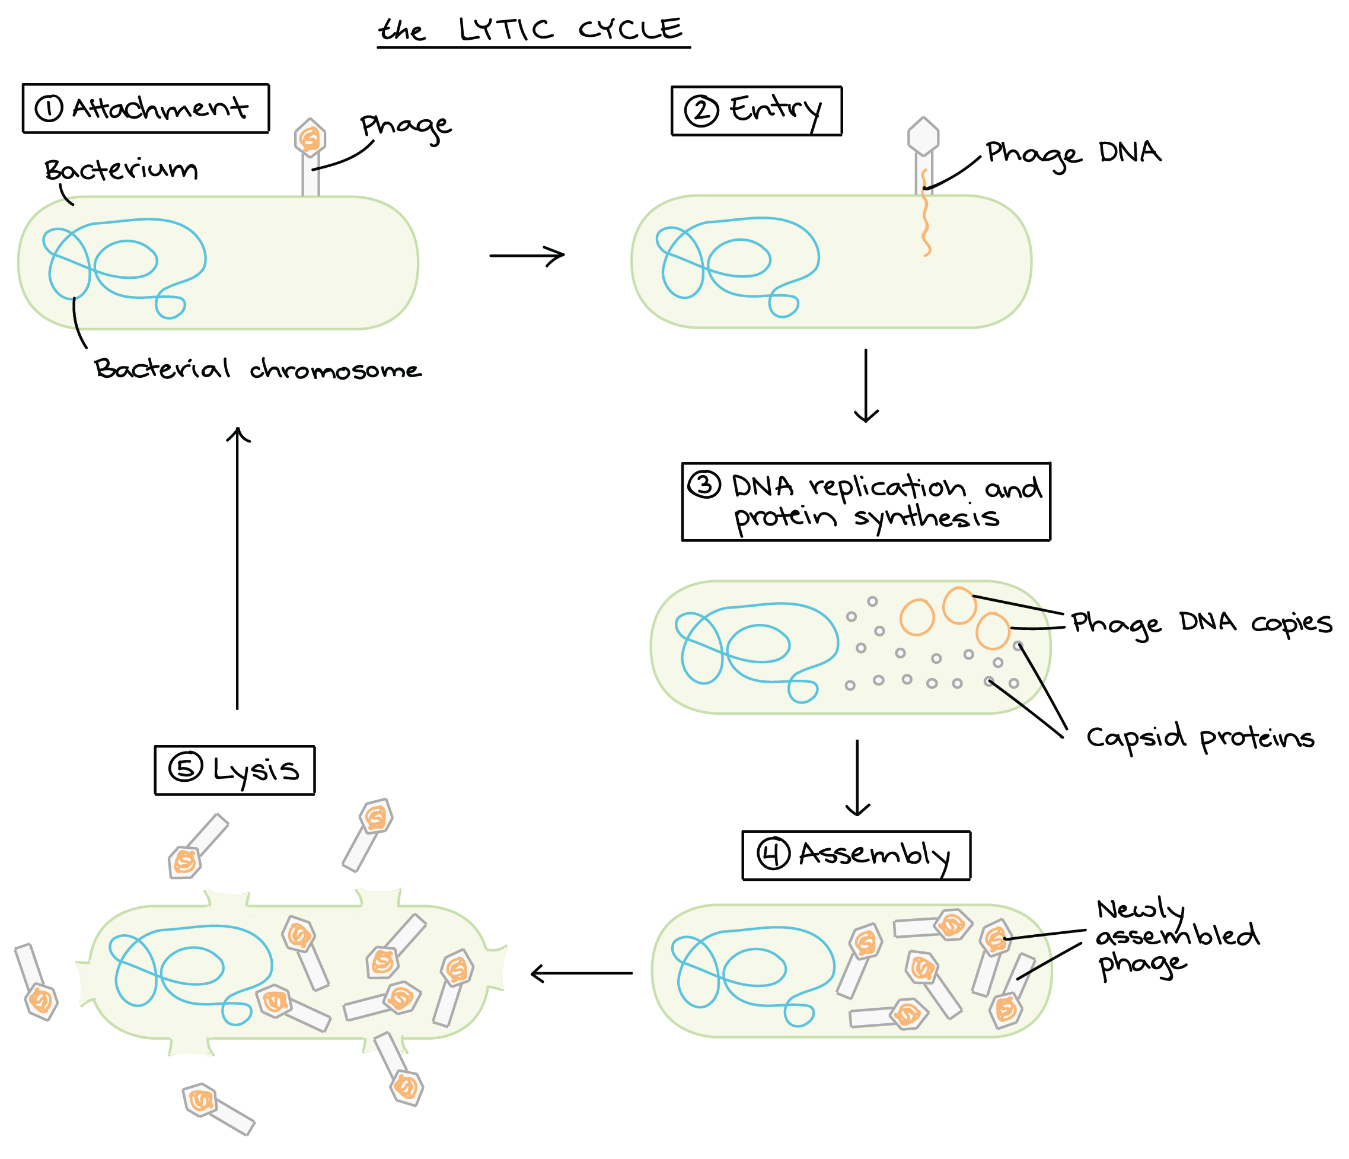 the LYTIC CYCLE
① Attachment
Phage
Bacterium
Bacterial chromosome
② Entry
Phage DNA
③ DNA replication and
protein synthesis
Phage DNA copies
Capsid proteins
④ Assembly
Newly
assembled
phage
⑤ Lysis